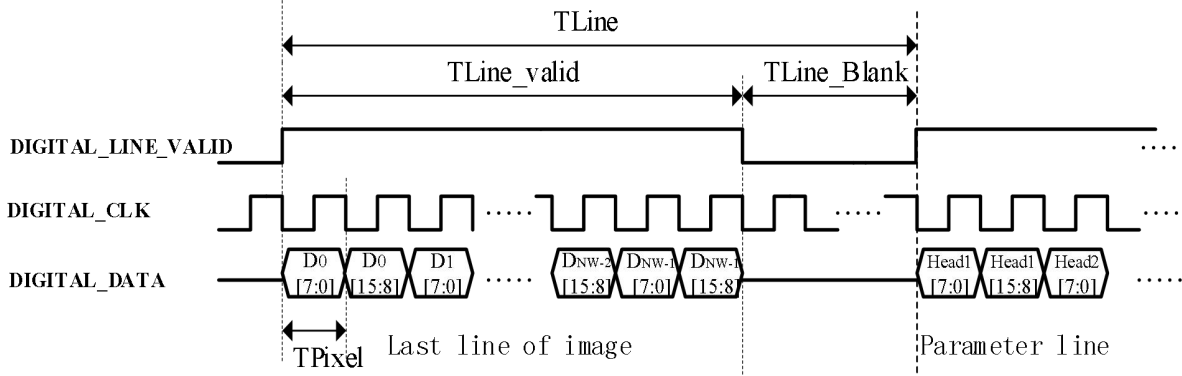 TLine
TLine_valid TLine_Blank
DIGITAL_LINE_VALID ....
DIGITAL_CLK ..... ..... ....
DIGITAL_DATA D0 [7:0] D0 [15:8] D1 [7:0] ..... DNW-2 [15:8] DNW-1 [7:0] DNW-1 [15:8] Head1 [7:0] Head1 [15:8] Head2 [7:0] .....
TPixel Last line of image Parameter line